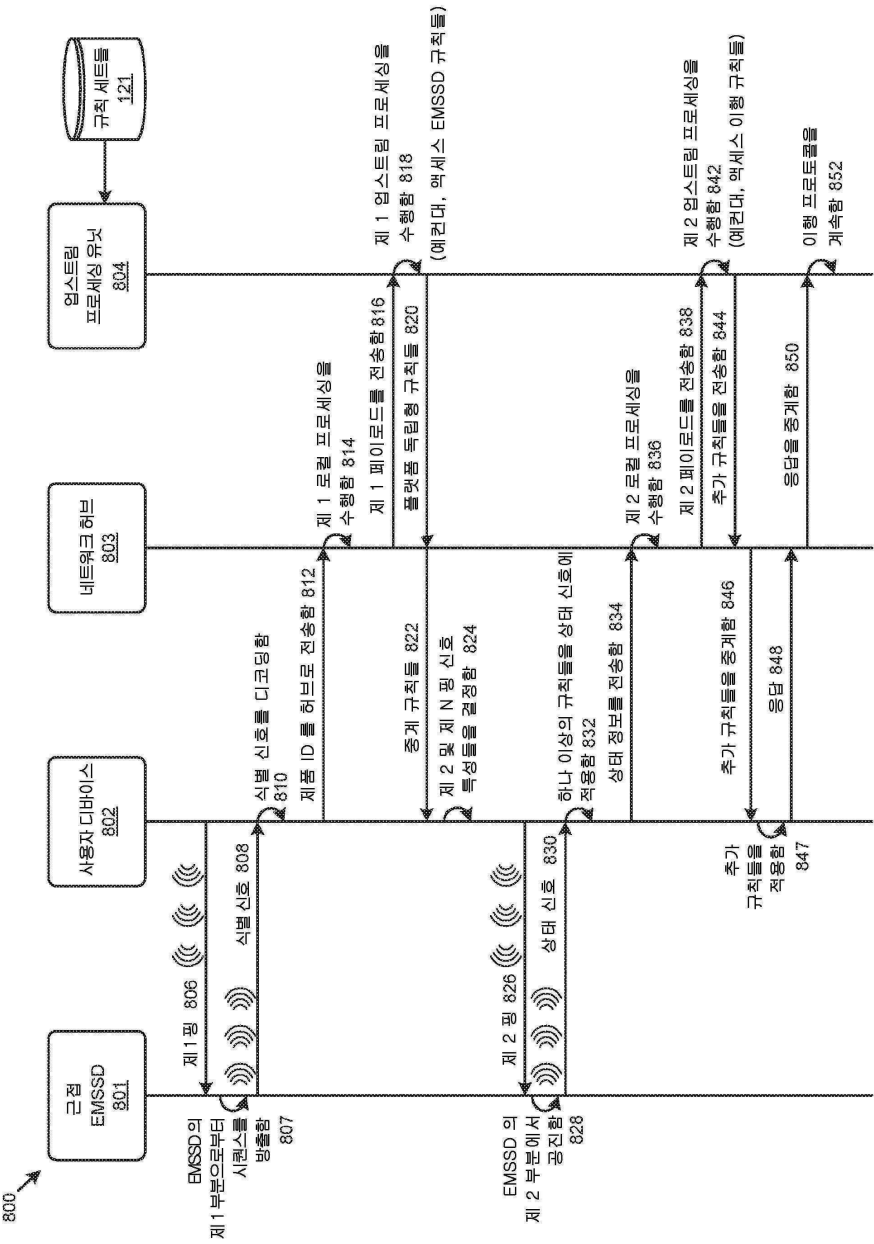 800
근접
EMSSD
801
사용자 디바이스
802
네트워크 허브
803
업스트림
프로세싱 유닛
804
규칙 세트들
121
제 1 핑 806
EMSSD의
제 1 부분으로부터
시퀀스를
방출함
807
식별 신호 808
식별 신호를 디코딩함
810
제품 ID 를 허브로 전송함 812
제 1 로컬 프로세싱을
수행함 814
제 1 페이로드를 전송함 816
제 1 업스트림 프로세싱을
수행함 818
(예컨대, 액세스 EMSSD 규칙들)
플랫폼 독립형 규칙들 820
중계 규칙들 822
제 2 및 제 N 핑 신호
특성들을 결정함 824
제 2 핑 826
EMSSD 의
제 2 부분에서
공진함
828
상태 신호 830
하나 이상의 규칙들을 상태 신호에
적용함 832
상태 정보를 전송함 834
제 2 로컬 프로세싱을
수행함 836
제 2 페이로드를 전송함 838
제 2 업스트림 프로세싱을
수행함 842
(예컨대, 액세스 이행 규칙들)
추가 규칙들을 전송함 844
추가 규칙들을 중계함 846
추가
규칙들을
적용함
847
응답 848
응답을 중계함 850
이행 프로토콜을
계속함 852